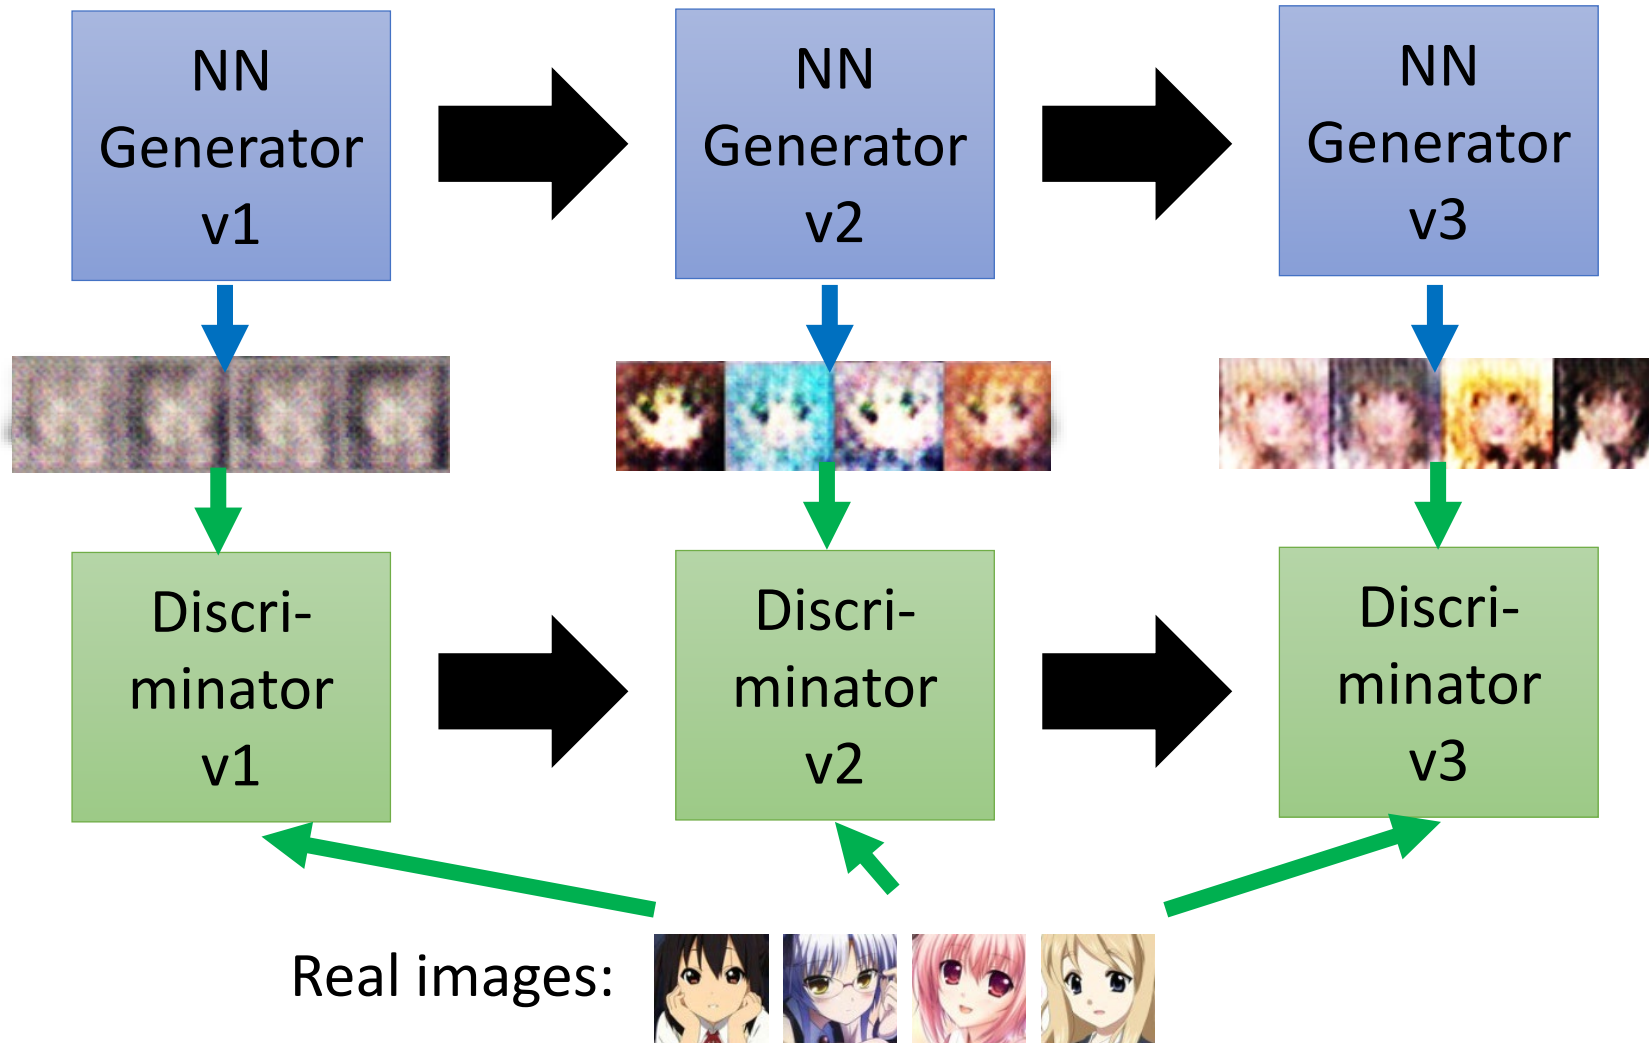 NN
Generator
v1
NN
Generator
v2
NN
Generator
v3
Discri-
minator
v1
Discri-
minator
v2
Discri-
minator
v3
Real images: